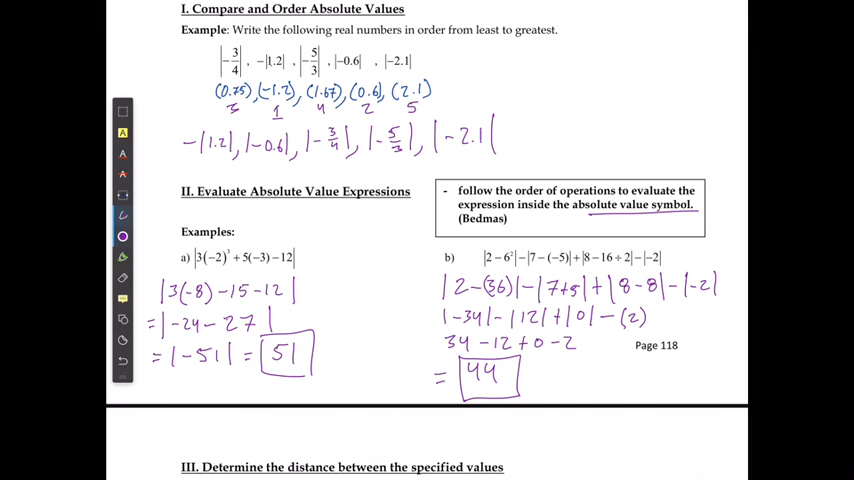 I. Compare and Order Absolute Values
Example: Write the following real numbers in order from least to greatest.
|-3/4| , -|1.2| , |-5/3| , |-0.6| , |-2.1|
(0.75), (-1.2), (1.67), (0.6), (2.1)
3 1 4 2 5
-|1.2|, |-0.6|, |-3/4|, |-5/3|, |-2.1|
II. Evaluate Absolute Value Expressions
- follow the order of operations to evaluate the
expression inside the absolute value symbol.
(Bedmas)
Examples:
a) |3(-2)³ + 5(-3) - 12|
|3(-8) - 15 - 12|
= |-24 - 27|
= |-51| = 51
b) |2 - 6²| - |7 - (-5)| + |8 - 16 ÷ 2| - |-2|
|2 - (36)| - |7+5| + |8 - 8| - |-2|
|-34| - |12| + |0| - (2)
34 - 12 + 0 - 2
= 44
Page 118
III. Determine the distance between the specified values